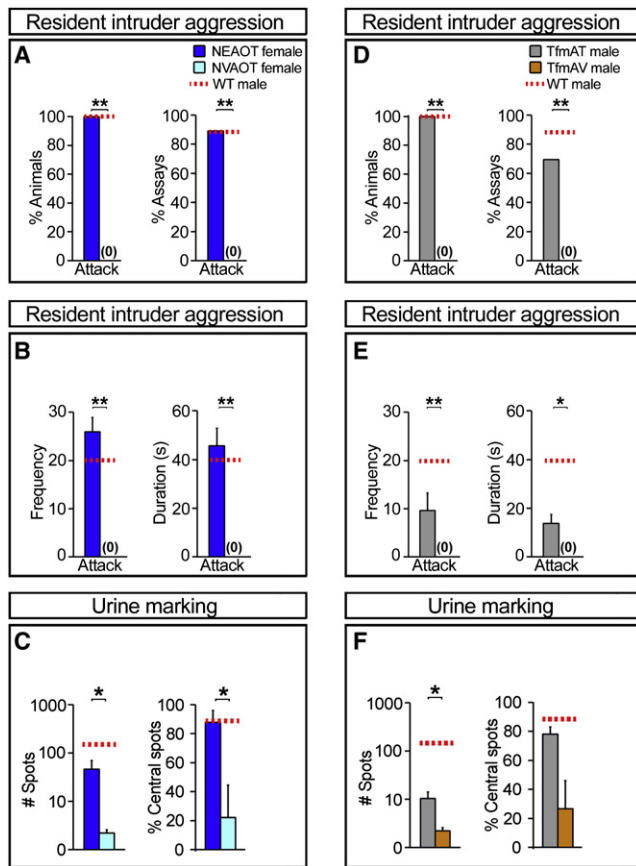 Resident intruder aggression
A
NEAOT female
NVAOT female
WT male
**
**
100
80
60
40
20
0
% Animals
(0)
Attack
100
80
60
40
20
0
% Assays
(0)
Attack
Resident intruder aggression
B
**
**
30
20
10
0
Frequency
(0)
Attack
60
40
20
0
Duration (s)
(0)
Attack
Urine marking
C
*
*
1000
100
10
0
# Spots
100
80
60
40
20
0
% Central spots
Resident intruder aggression
D
TfmAT male
TfmAV male
WT male
**
**
100
80
60
40
20
0
% Animals
(0)
Attack
100
80
60
40
20
0
% Assays
(0)
Attack
Resident intruder aggression
E
**
*
30
20
10
0
Frequency
(0)
Attack
60
40
20
0
Duration (s)
(0)
Attack
Urine marking
F
*
1000
100
10
0
# Spots
100
80
60
40
20
0
% Central spots